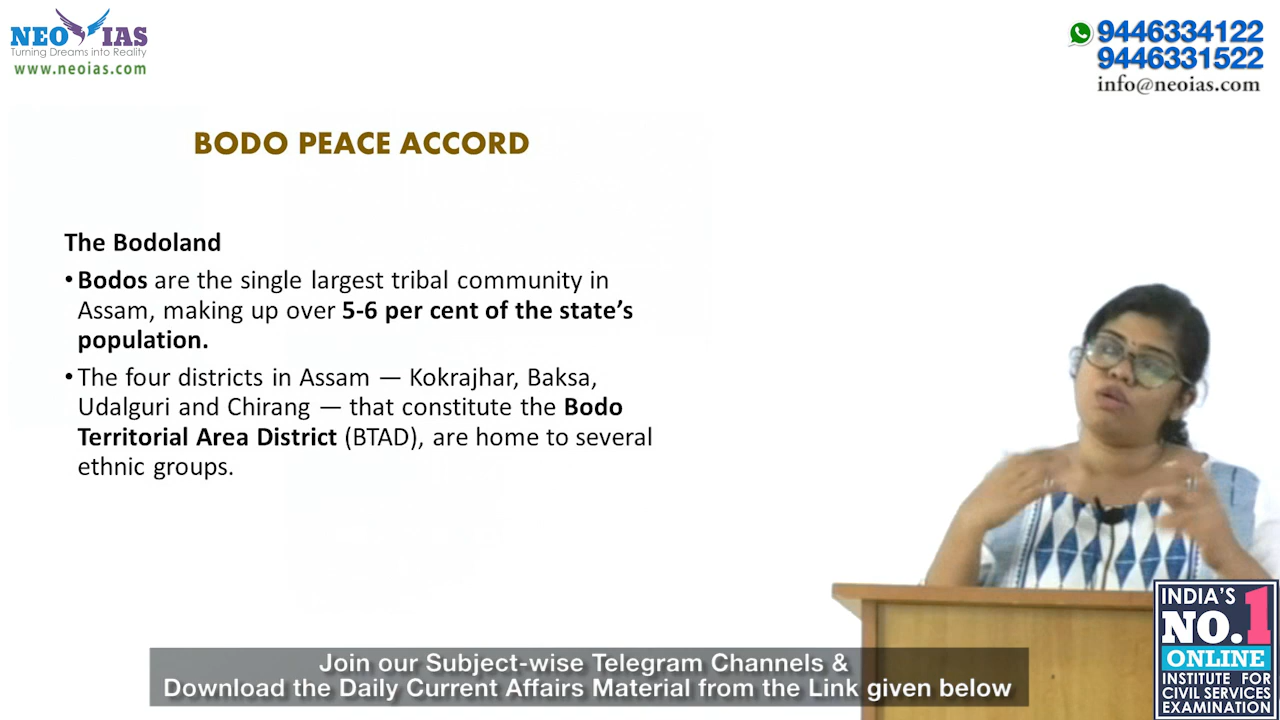 NEO IAS
Turning Dreams into Reality
www.neoias.com
9446334122
9446331522
info@neoias.com
BODO PEACE ACCORD
The Bodoland
•Bodos are the single largest tribal community in
Assam, making up over 5-6 per cent of the state’s
population.
•The four districts in Assam — Kokrajhar, Baksa,
Udalguri and Chirang — that constitute the Bodo
Territorial Area District (BTAD), are home to several
ethnic groups.
INDIA'S
NO.1
ONLINE
INSTITUTE FOR
CIVIL SERVICES
EXAMINATION
Join our Subject-wise Telegram Channels &
Download the Daily Current Affairs Material from the Link given below